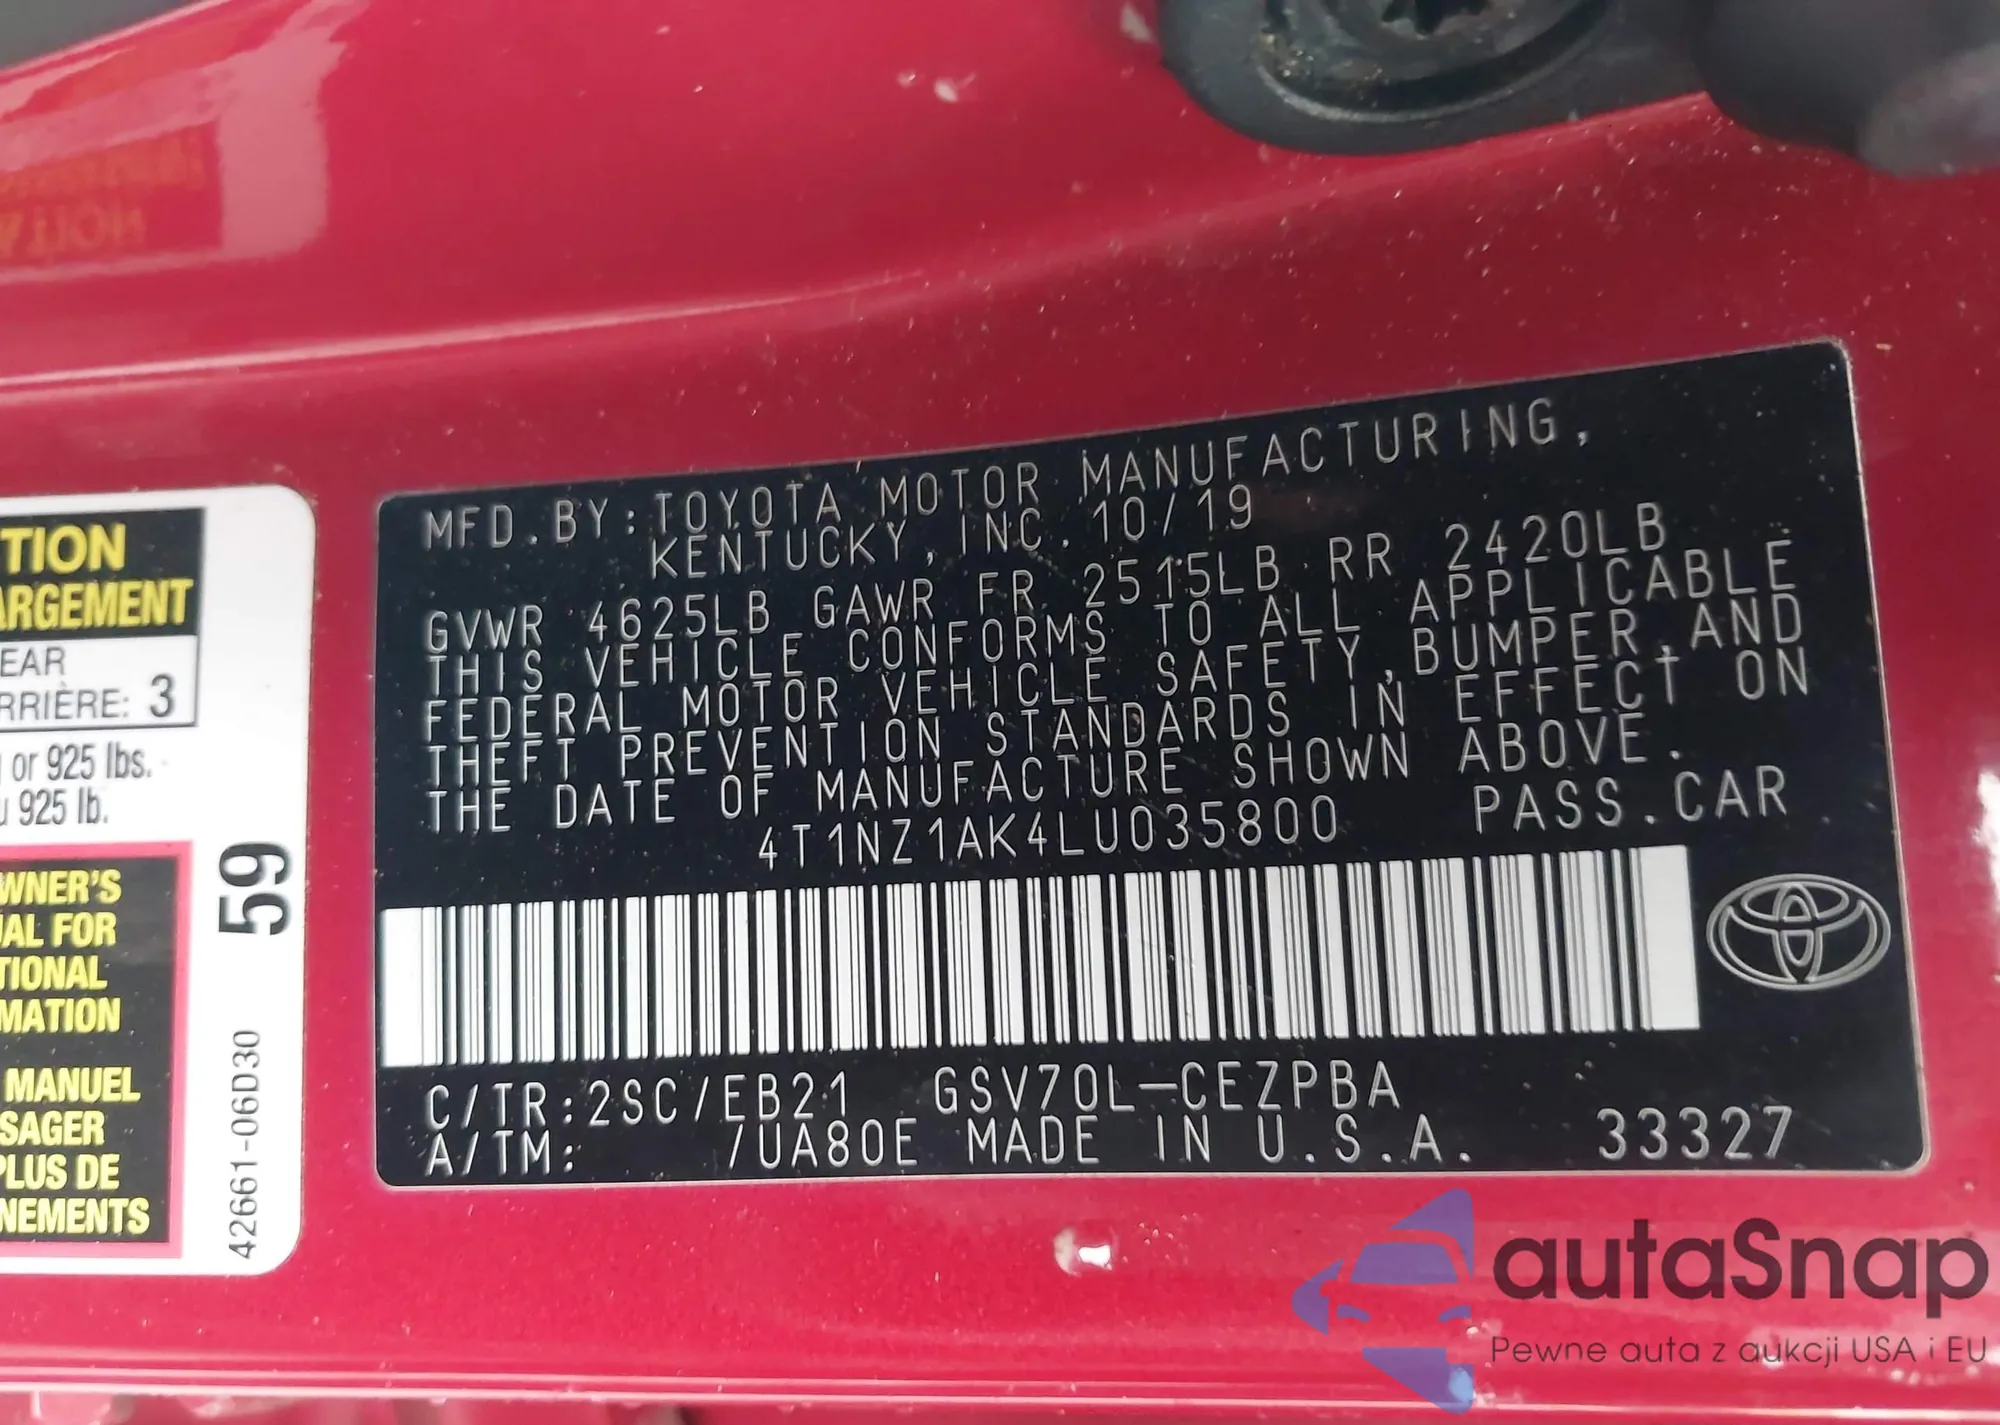 MFD.BY:TOYOTA MOTOR MANUFACTURING,
KENTUCKY,INC.10/19
GVWR 4625LB GAWR FR 2515LB RR 2420LB
THIS VEHICLE CONFORMS TO ALL APPLICABLE
FEDERAL MOTOR VEHICLE SAFETY,BUMPER,AND
THEFT PREVENTION STANDARDS IN EFFECT ON
THE DATE OF MANUFACTURE SHOWN ABOVE.
4T1NZ1AK4LU035800 PASS.CAR
C/TR:2SC/EB21 GSV70L-CEZPBA
A/TM: /UA80E MADE IN U.S.A. 33327
TION
ARGEMENT
EAR
RRIÈRE: 3
or 925 lbs.
925 lb.
WNER'S
UAL FOR
TIONAL
MATION
MANUEL
SAGER
PLUS DE
NEMENTS
59
42661-06D30
autaSnap
Pewne auta z aukcji USA i EU